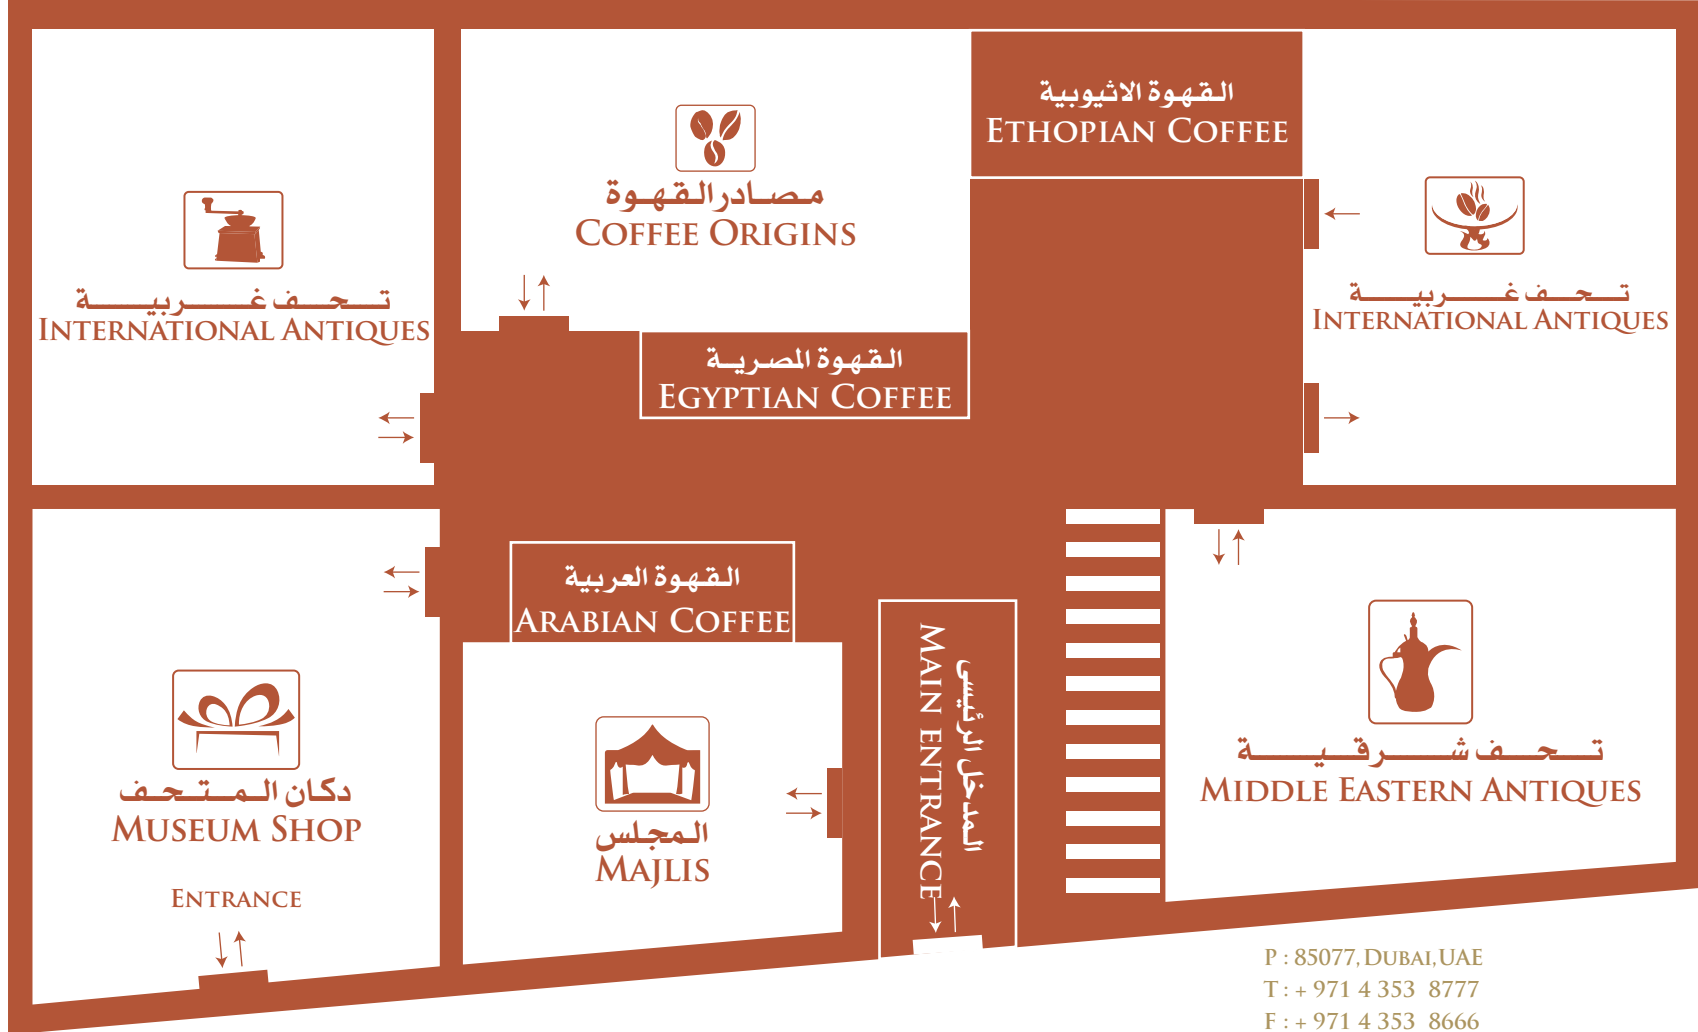 القهوة الاثيوبية
ETHOPIAN COFFEE
مصادر القهوة
COFFEE ORIGINS
تحف غربية
INTERNATIONAL ANTIQUES
تحف غربية
INTERNATIONAL ANTIQUES
القهوة المصرية
EGYPTIAN COFFEE
القهوة العربية
ARABIAN COFFEE
المدخل الرئيسى
MAIN ENTRANCE
تحف شرقية
MIDDLE EASTERN ANTIQUES
دكان المتحف
MUSEUM SHOP
المجلس
MAJLIS
ENTRANCE
P : 85077, DUBAI, UAE
T : + 971 4 353 8777
F : + 971 4 353 8666